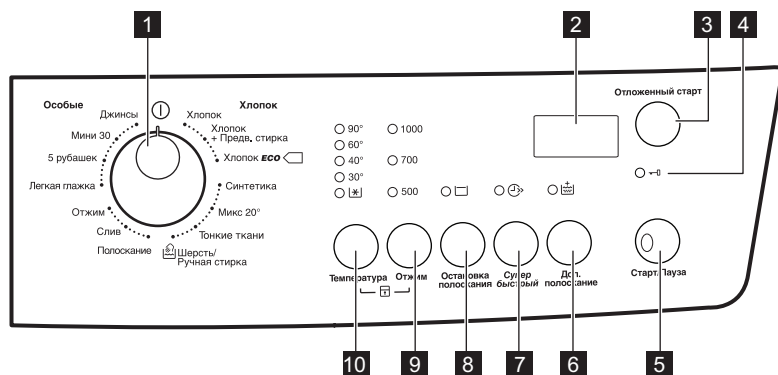 1
2
3
4
Особые
Хлопок
Отложенный старт
Джинсы
Хлопок
Мини 30
Хлопок
+ Предв. стирка
5 рубашек
Хлопок ECO
Легкая глажка
Синтетика
Отжим
Микс 20°
Слив
Тонкие ткани
Полоскание
Шерсть/
Ручная стирка
90°
1000
60°
40°
700
30°
500
Температура
Отжим
Остановка
полоскания
Супер
быстрый
Доп.
полоскание
Старт/Пауза
10
9
8
7
6
5